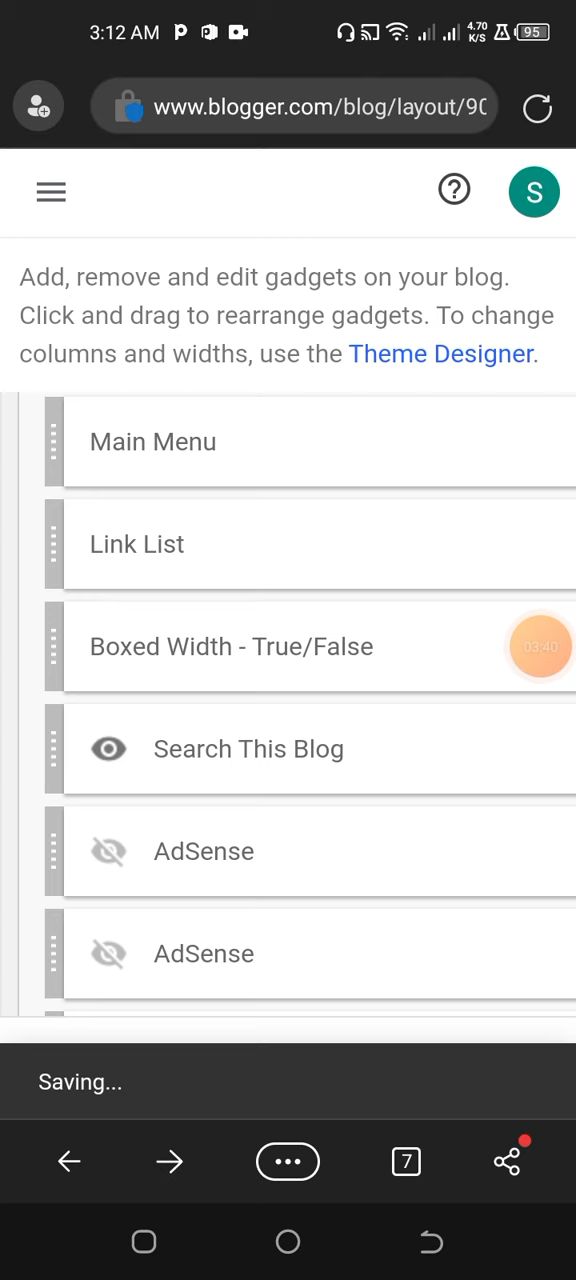 3:12 AM
4.70 K/S
95
www.blogger.com/blog/layout/90
S
Add, remove and edit gadgets on your blog.
Click and drag to rearrange gadgets. To change
columns and widths, use the Theme Designer.
Main Menu
Link List
Boxed Width - True/False
03:40
Search This Blog
AdSense
AdSense
Saving...
7